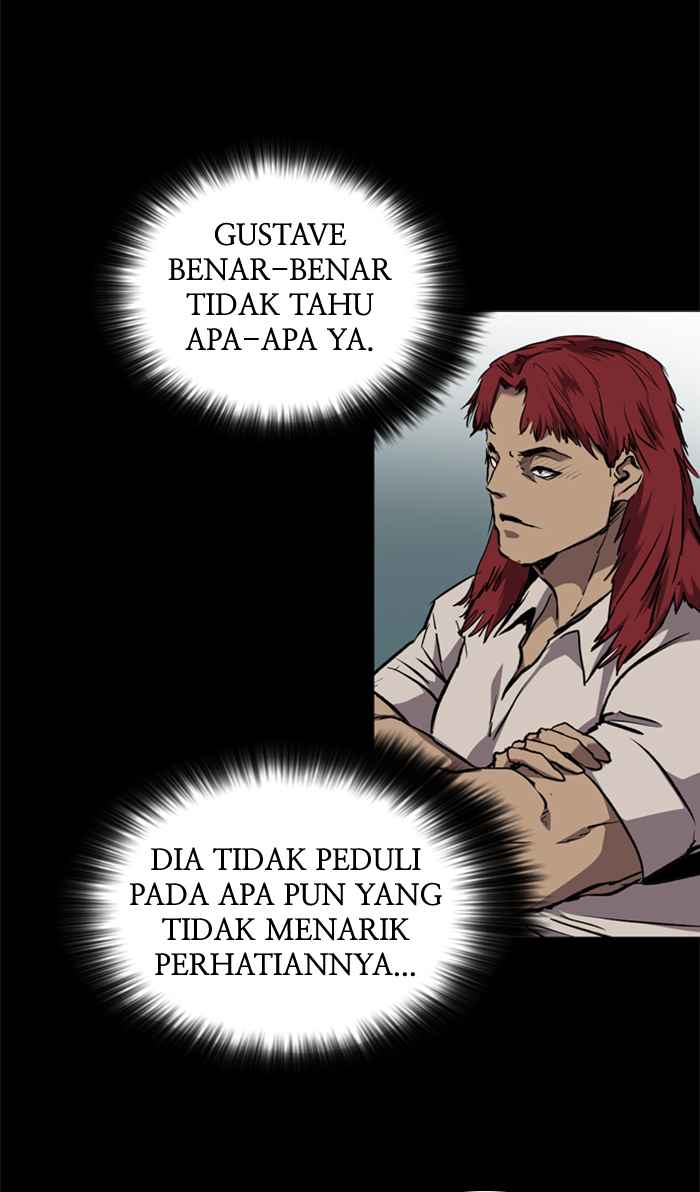 GUSTAVE
BENAR-BENAR
TIDAK TAHU
APA-APA YA.
DIA TIDAK PEDULI
PADA APA PUN YANG
TIDAK MENARIK
PERHATIANNYA...